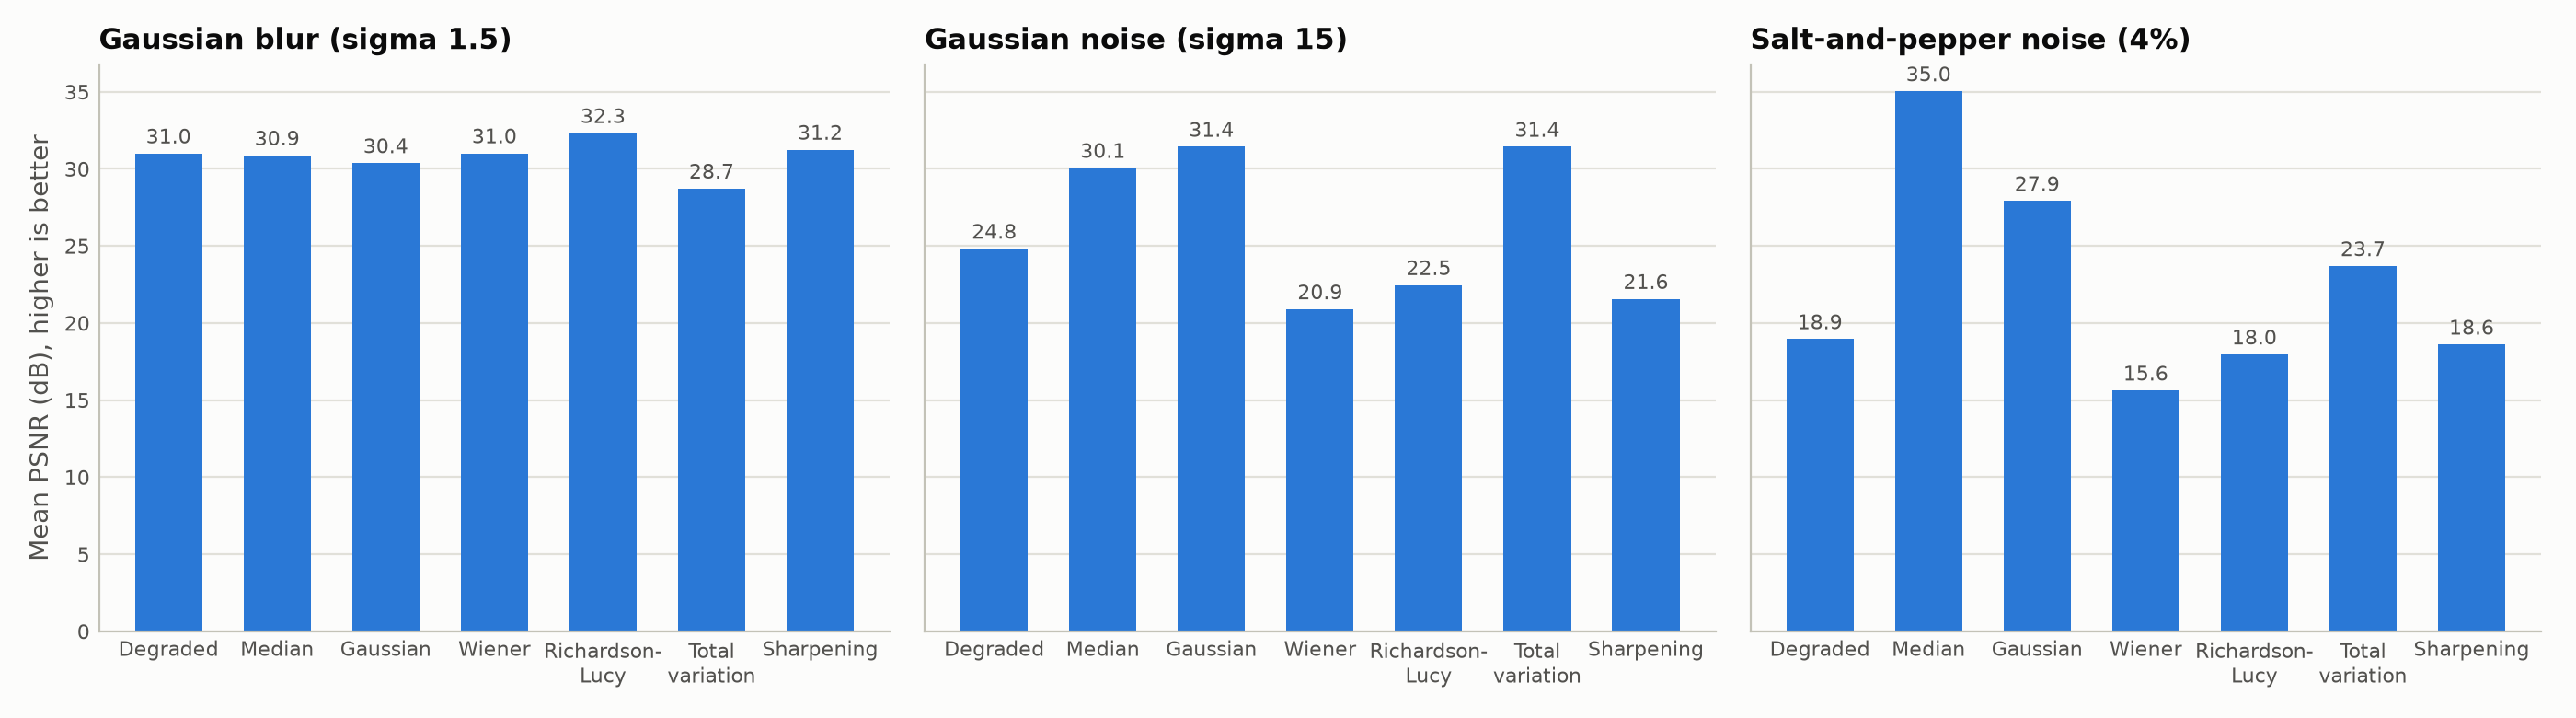 Gaussian blur (sigma 1.5)
Mean PSNR (dB), higher is better
35
30
25
20
15
10
5
0
31.0
30.9
30.4
31.0
32.3
28.7
31.2
Degraded
Median
Gaussian
Wiener
Richardson-
Lucy
Total
variation
Sharpening
Gaussian noise (sigma 15)
24.8
30.1
31.4
20.9
22.5
31.4
21.6
Degraded
Median
Gaussian
Wiener
Richardson-
Lucy
Total
variation
Sharpening
Salt-and-pepper noise (4%)
18.9
35.0
27.9
15.6
18.0
23.7
18.6
Degraded
Median
Gaussian
Wiener
Richardson-
Lucy
Total
variation
Sharpening